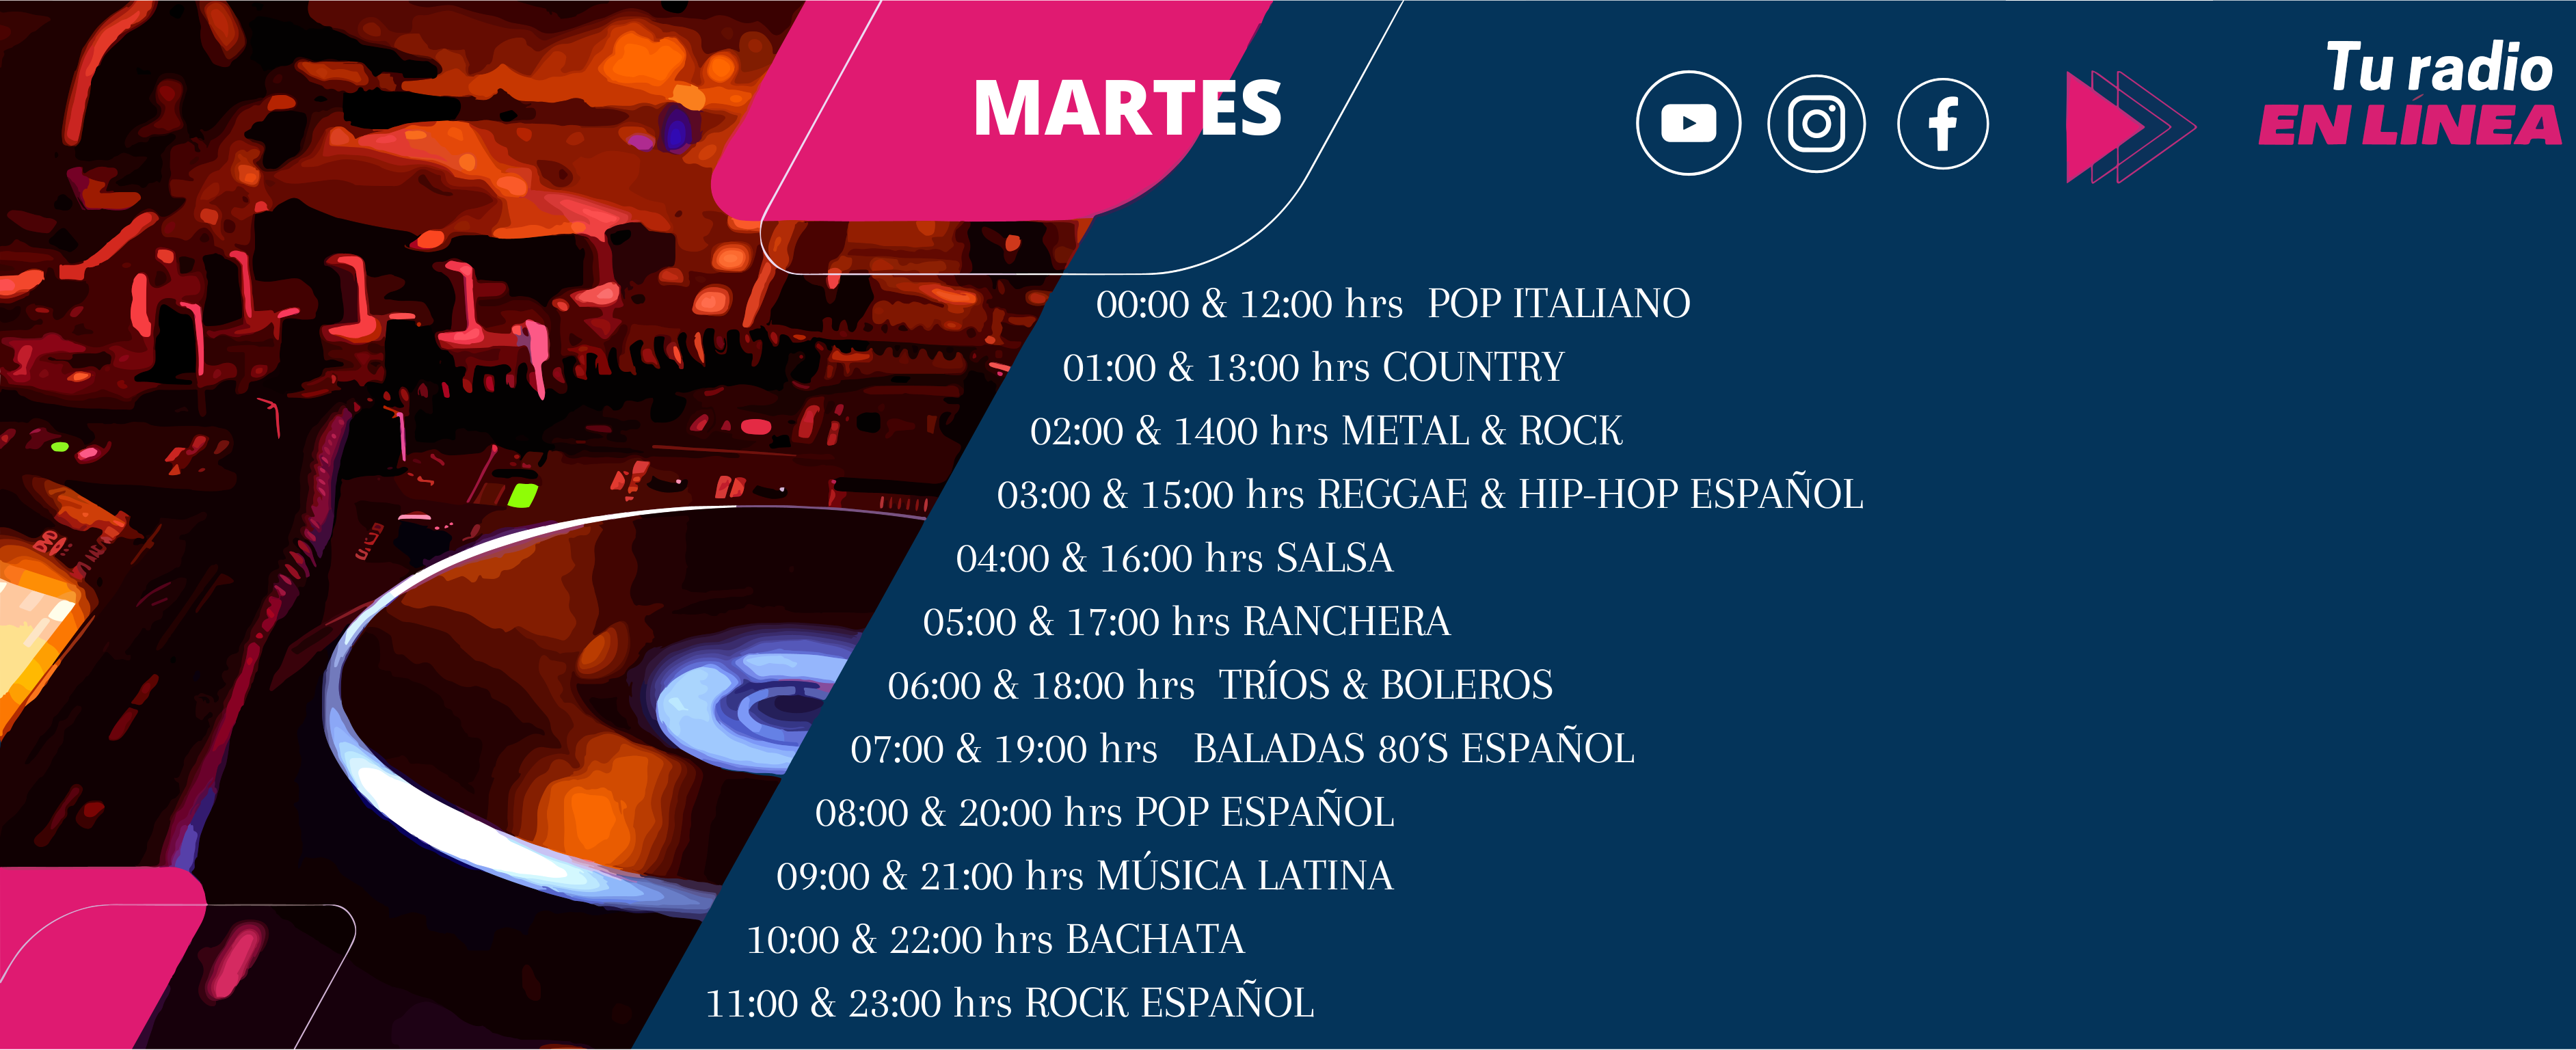 MARTES
Tu radio
EN LÍNEA
00:00 & 12:00 hrs POP ITALIANO
01:00 & 13:00 hrs COUNTRY
02:00 & 1400 hrs METAL & ROCK
03:00 & 15:00 hrs REGGAE & HIP-HOP ESPAÑOL
04:00 & 16:00 hrs SALSA
05:00 & 17:00 hrs RANCHERA
06:00 & 18:00 hrs TRÍOS & BOLEROS
07:00 & 19:00 hrs BALADAS 80´S ESPAÑOL
08:00 & 20:00 hrs POP ESPAÑOL
09:00 & 21:00 hrs MÚSICA LATINA
10:00 & 22:00 hrs BACHATA
11:00 & 23:00 hrs ROCK ESPAÑOL